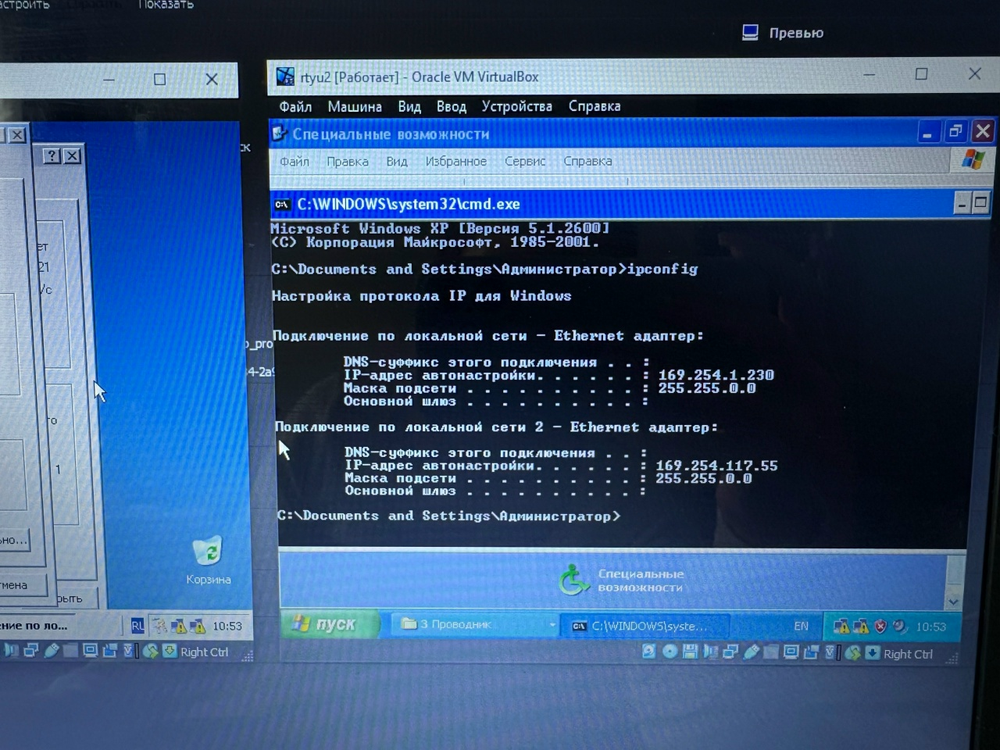 Показать
Превью
rtyu2 [Работает] - Oracle VM VirtualBox
Файл Машина Вид Ввод Устройства Справка
Специальные возможности
Файл Правка Вид Избранное Сервис Справка
C:\WINDOWS\system32\cmd.exe
Microsoft Windows XP [Версия 5.1.2600]
(С) Корпорация Майкрософт, 1985-2001.
C:\Documents and Settings\Администратор>ipconfig
Настройка протокола IP для Windows
Подключение по локальной сети - Ethernet адаптер:
DNS-суффикс этого подключения . . :
IP-адрес автонастройки. . . . . . : 169.254.1.230
Маска подсети . . . . . . . . . . : 255.255.0.0
Основной шлюз . . . . . . . . . . :
Подключение по локальной сети 2 - Ethernet адаптер:
DNS-суффикс этого подключения . . :
IP-адрес автонастройки. . . . . . : 169.254.117.55
Маска подсети . . . . . . . . . . : 255.255.0.0
Основной шлюз . . . . . . . . . . :
C:\Documents and Settings\Администратор>
Специальные
возможности
пуск 3 Проводник C:\WINDOWS\syste... EN 10:53
Right Ctrl
21
/с
1
Корзина
ние по ло... RU 10:53
Right Ctrl